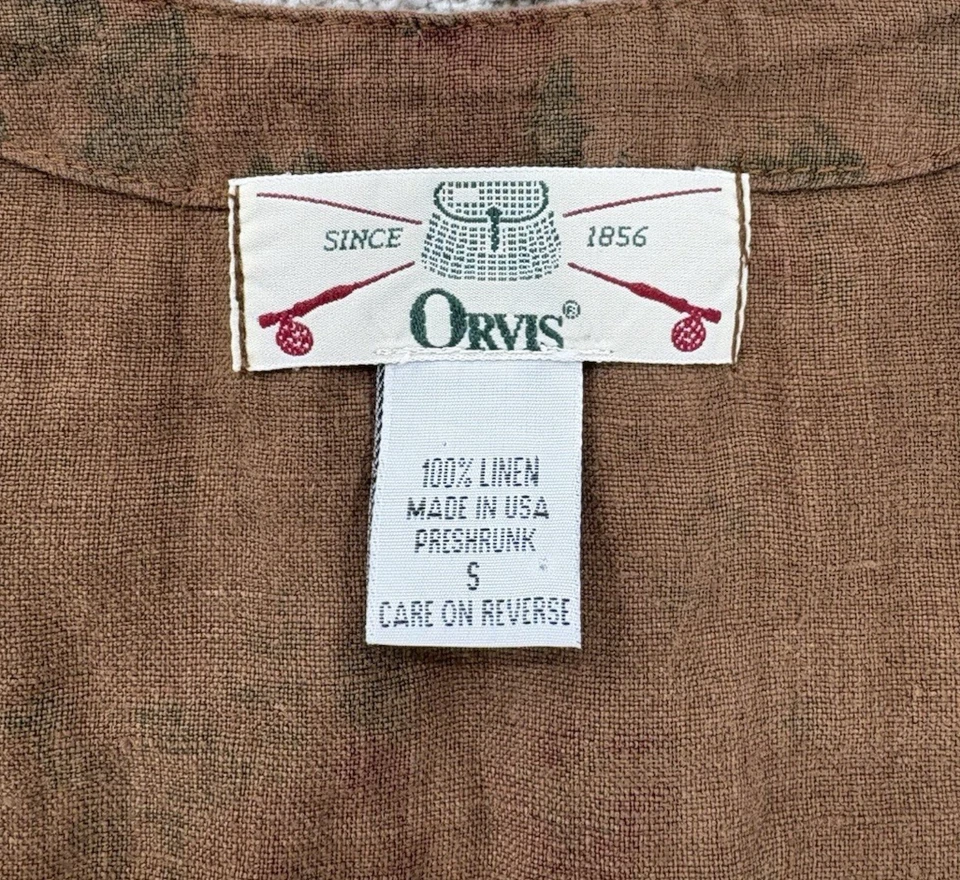 SINCE 1856
ORVIS®
100% LINEN
MADE IN USA
PRESHRUNK
S
CARE ON REVERSE